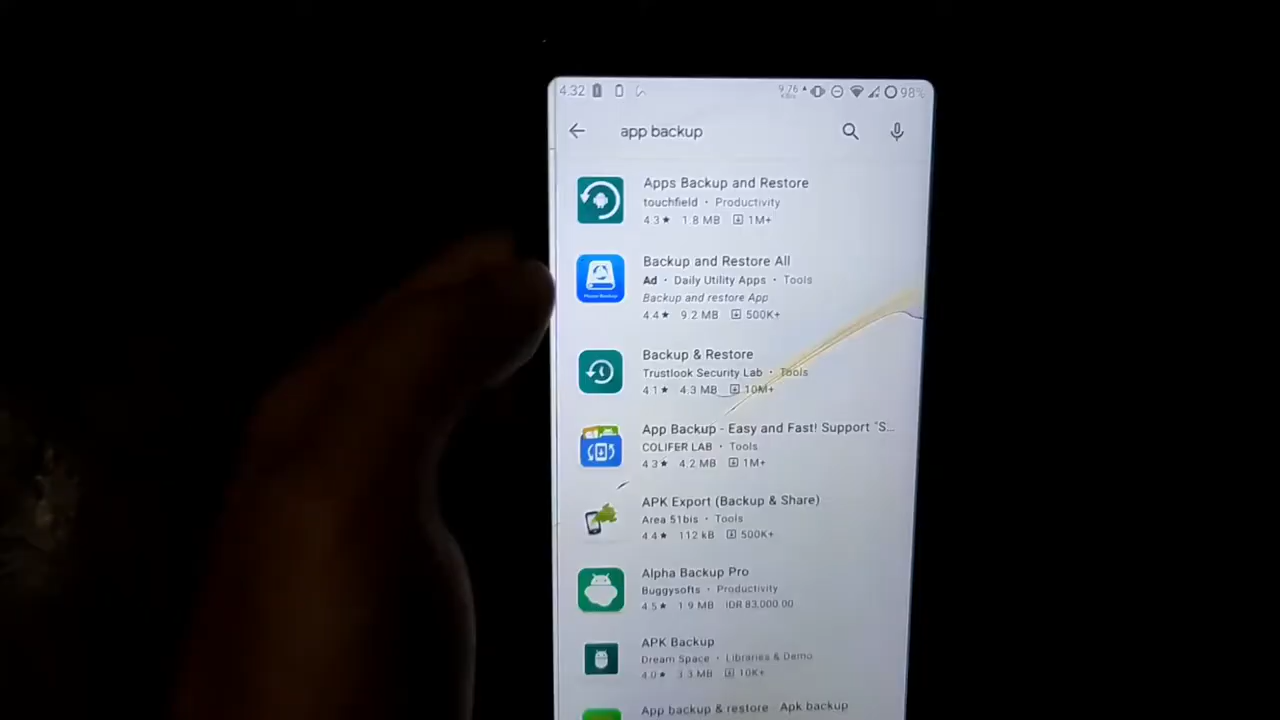 4.32 9.76 KB/s 98%
app backup
Apps Backup and Restore
touchfield · Productivity
4.3★ 1.8 MB 1M+
Backup and Restore All
Ad · Daily Utility Apps · Tools
Backup and restore App
4.4★ 9.2 MB 500K+
Backup & Restore
Trustlook Security Lab · Tools
4.1★ 4.3 MB 10M+
App Backup - Easy and Fast! Support "S...
COLIFER LAB · Tools
4.3★ 4.2 MB 1M+
APK Export (Backup & Share)
Area 51bis · Tools
4.4★ 112 kB 500K+
Alpha Backup Pro
Buggysofts · Productivity
4.5★ 1.9 MB IDR 83,000.00
APK Backup
Dream Space · Libraries & Demo
4.0★ 3.3 MB 10K+
App backup & restore Apk backup